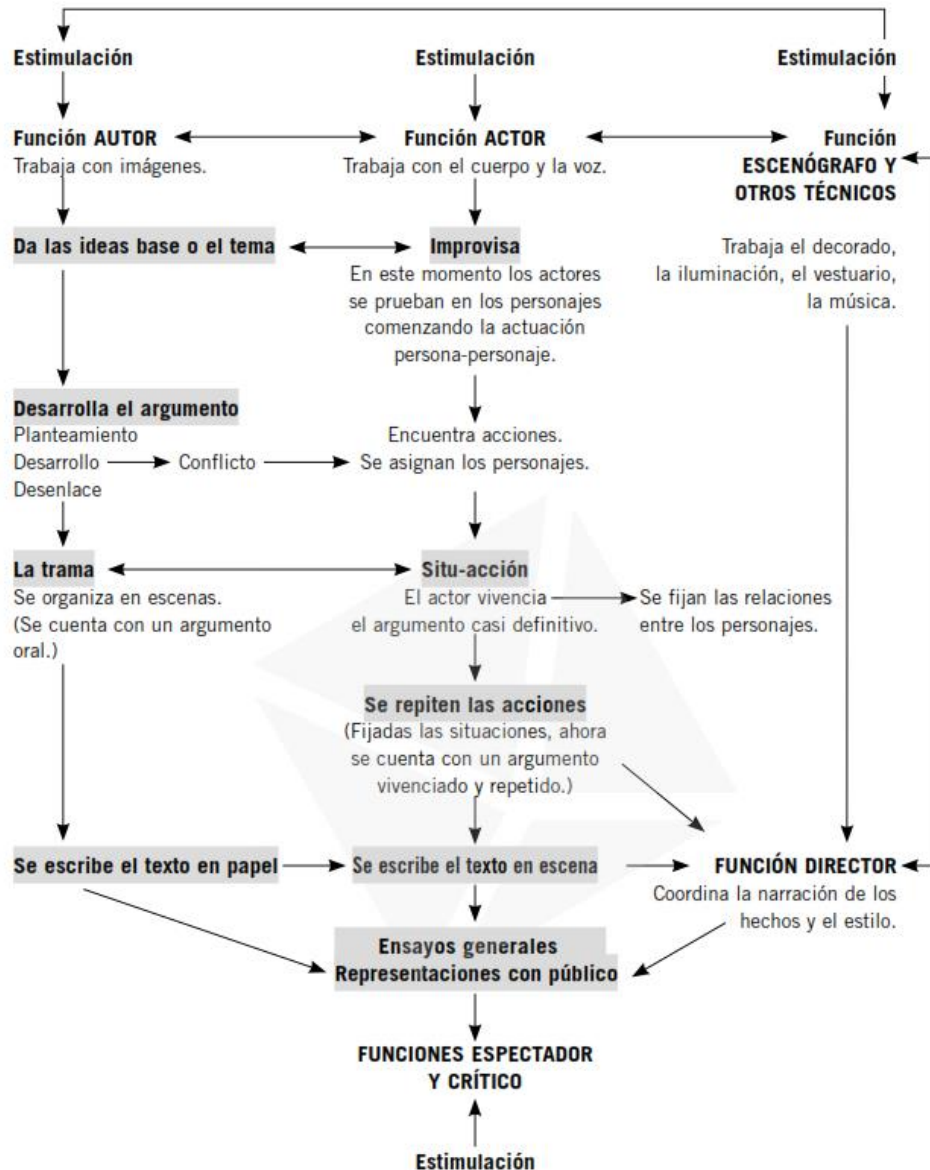 Estimulación
Estimulación
Estimulación
Función AUTOR
Trabaja con imágenes.
Función ACTOR
Trabaja con el cuerpo y la voz.
Función
ESCENÓGRAFO Y
OTROS TÉCNICOS
Da las ideas base o el tema
Improvisa
En este momento los actores
se prueban en los personajes
comenzando la actuación
persona-personaje.
Trabaja el decorado,
la iluminación, el vestuario,
la música.
Desarrolla el argumento
Planteamiento
Desarrollo
Desenlace
Conflicto
Encuentra acciones.
Se asignan los personajes.
La trama
Se organiza en escenas.
(Se cuenta con un argumento
oral.)
Situ-acción
El actor vivencia
el argumento casi definitivo.
Se fijan las relaciones
entre los personajes.
Se repiten las acciones
(Fijadas las situaciones, ahora
se cuenta con un argumento
vivenciado y repetido.)
Se escribe el texto en papel
Se escribe el texto en escena
FUNCIÓN DIRECTOR
Coordina la narración de los
hechos y el estilo.
Ensayos generales
Representaciones con público
FUNCIONES ESPECTADOR
Y CRÍTICO
Estimulación